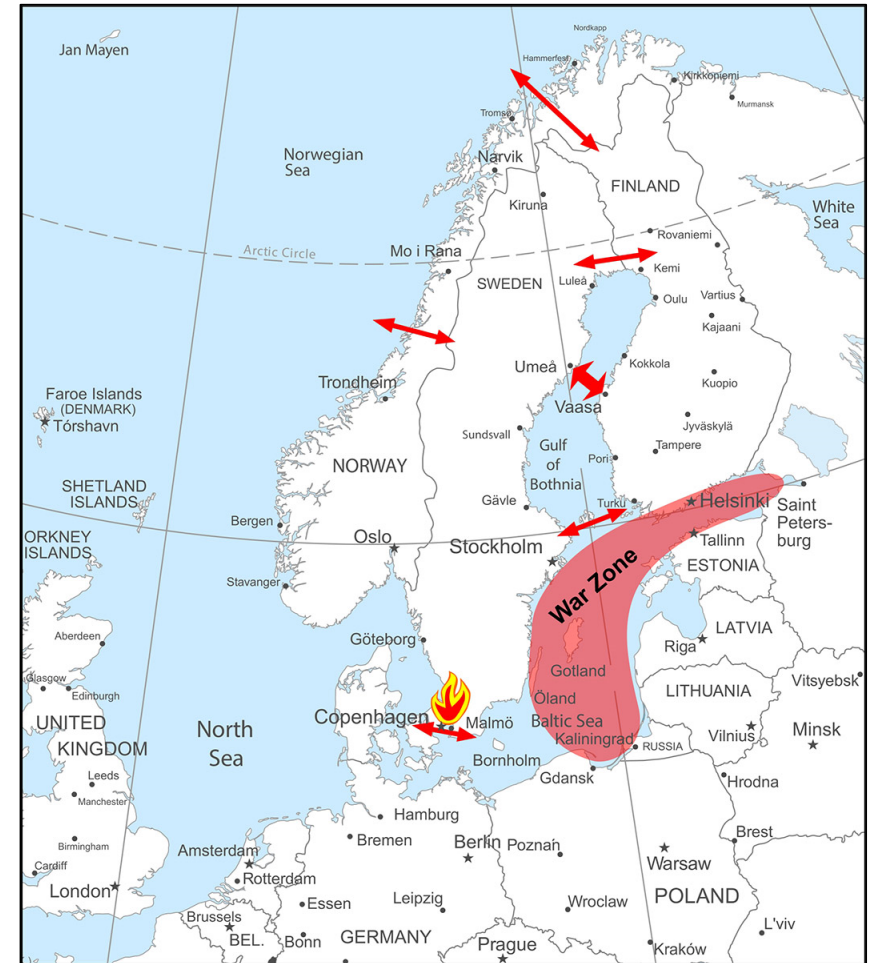 Jan Mayen
Nordkapp
Hammerfest
Kirkkoniemi
Murmansk
Tromsø
Norwegian
Sea
Narvik
FINLAND
Kiruna
White
Sea
Rovaniemi
Arctic Circle
Mo i Rana
Kemi
SWEDEN
Luleå
Oulu
Vartius
Kajaani
Umeå
Kokkola
Trondheim
Kuopio
Faroe Islands
(DENMARK)
Tórshavn
Vaasa
Jyväskylä
Sundsvall
Gulf
of
Bothnia
Tampere
Pori
NORWAY
SHETLAND
ISLANDS
Gävle
Turku
Helsinki
Saint
Peters-
burg
Bergen
Oslo
Stockholm
Tallinn
ORKNEY
ISLANDS
ESTONIA
War Zone
Stavanger
LATVIA
Riga
Aberdeen
Göteborg
Gotland
Glasgow
Edinburgh
Vitsyebsk
LITHUANIA
Öland
Copenhagen
Malmö
Baltic Sea
UNITED
KINGDOM
North
Sea
Kaliningrad
RUSSIA
Vilnius
Minsk
Bornholm
Gdansk
Leeds
Manchester
Hrodna
Hamburg
Bremen
Berlin
Poznań
Brest
Birmingham
Amsterdam
Warsaw
Cardiff
Rotterdam
London
Essen
Leipzig
Wroclaw
POLAND
Brussels
BEL.
Bonn
GERMANY
Prague
Kraków
L'viv